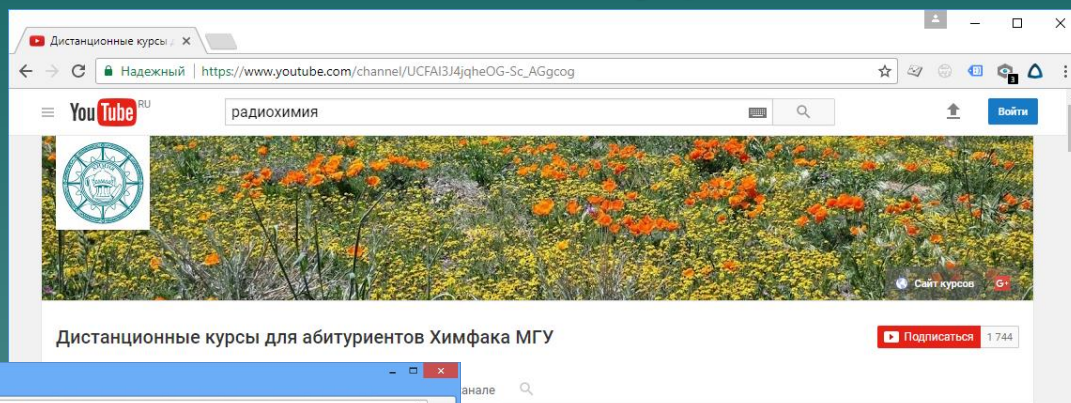 Дистанционные курсы д
Надежный | https://www.youtube.com/channel/UCFAI3J4jqheOG-Sc_AGgcog
3
YouTube RU
радиохимия
Войти
Сайт курсов G+
Дистанционные курсы для абитуриентов Химфака МГУ
Подписаться 1 744
анале